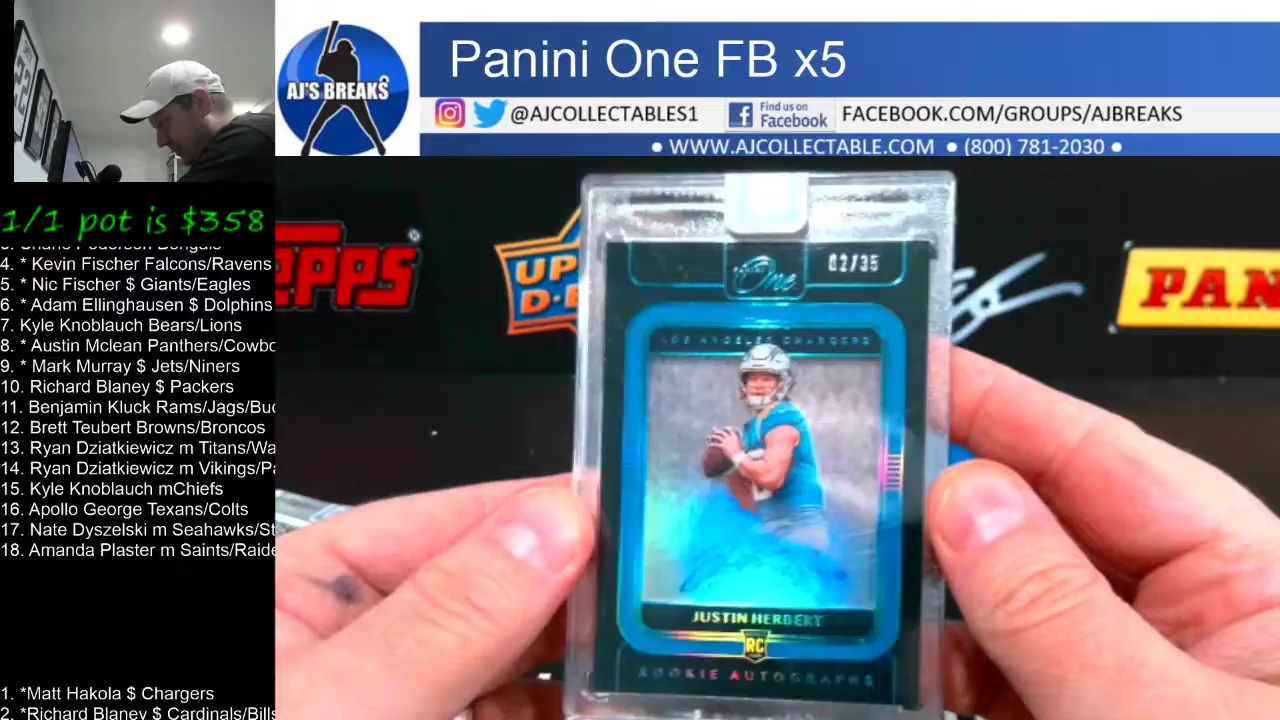 Panini One FB x5
AJ'S BREAKS
@AJCOLLECTABLES1
Find us on
Facebook
FACEBOOK.COM/GROUPS/AJBREAKS
• WWW.AJCOLLECTABLE.COM • (800) 781-2030 •
1/1 pot is $358
4. * Kevin Fischer Falcons/Ravens
5. * Nic Fischer $ Giants/Eagles
6. * Adam Ellinghausen $ Dolphins
7. Kyle Knoblauch Bears/Lions
8. * Austin Mclean Panthers/Cowbo
9. * Mark Murray $ Jets/Niners
10. Richard Blaney $ Packers
11. Benjamin Kluck Rams/Jags/Buc
12. Brett Teubert Browns/Broncos
13. Ryan Dziatkiewicz m Titans/Wa
14. Ryan Dziatkiewicz m Vikings/Pa
15. Kyle Knoblauch mChiefs
16. Apollo George Texans/Colts
17. Nate Dyszelski m Seahawks/St
18. Amanda Plaster m Saints/Raide
1. *Matt Hakola $ Chargers
2. *Richard Blaney $ Cardinals/Bills
OPPS
UP
D-
PAN
One
02/35
LOS ANGELES CHARGERS
JUSTIN HERBERT
RC
ROOKIE AUTOGRAPHS